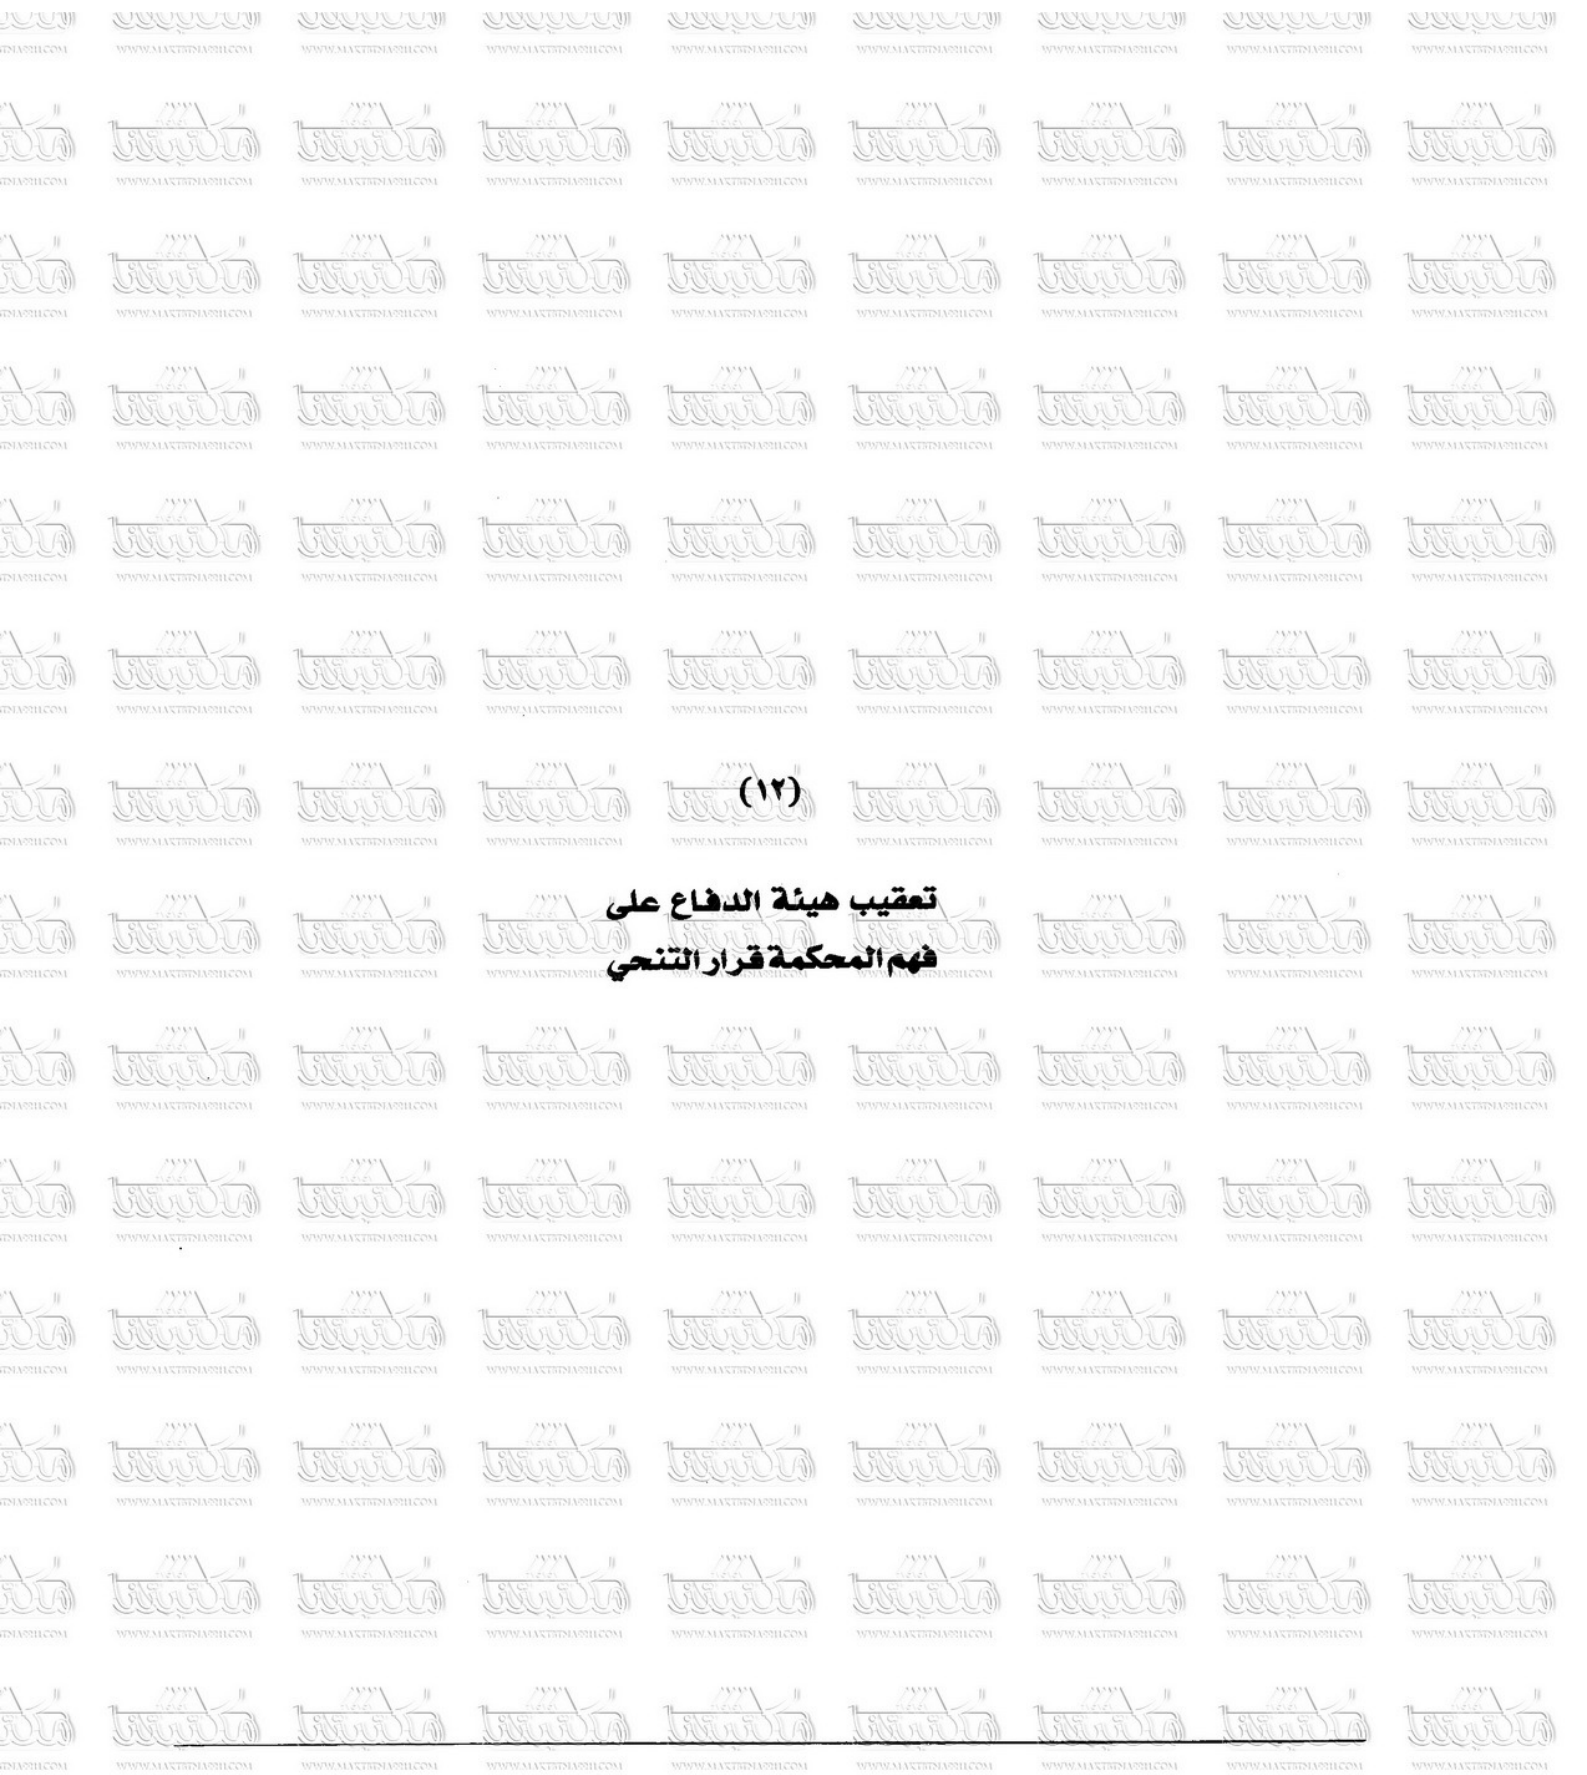 (١٢)
تعقيب هيئة الدفاع على
فهم المحكمة قرار التنحي